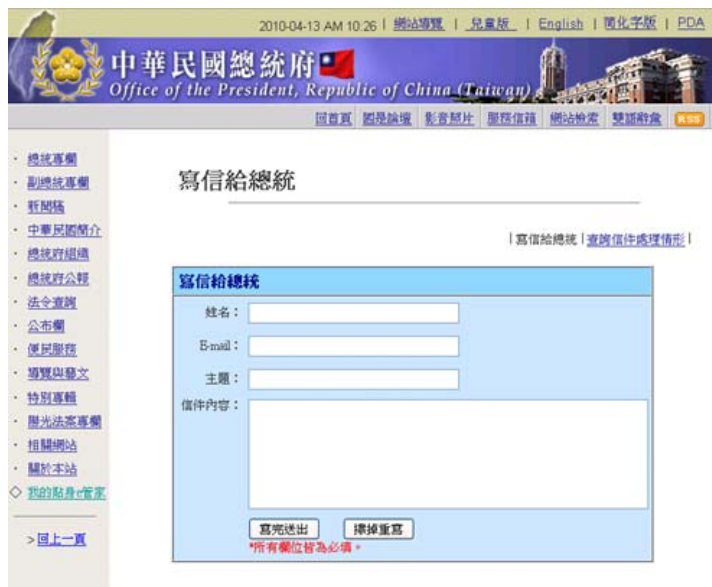 2010-04-13 AM 10:26 | 網站導覽 | 兒童版 | English | 简化字版 | PDA
中華民國總統府
Office of the President, Republic of China (Taiwan)
回首頁 國是論壇 影音照片 服務信箱 網站檢索 雙語辭彙 RSS
· 總統專欄
· 副總統專欄
· 新聞稿
· 中華民國簡介
· 總統府組織
· 總統府公報
· 法令查詢
· 公布欄
· 便民服務
· 導覽與藝文
· 特別專輯
· 陽光法案專欄
· 相關網站
· 關於本站
◇ 我的貼身e管家
> 回上一頁
寫信給總統
| 寫信給總統 | 查詢信件處理情形 |
寫信給總統
姓名：
E-mail：
主題：
信件內容：
寫完送出 擦掉重寫
*所有欄位皆為必填。